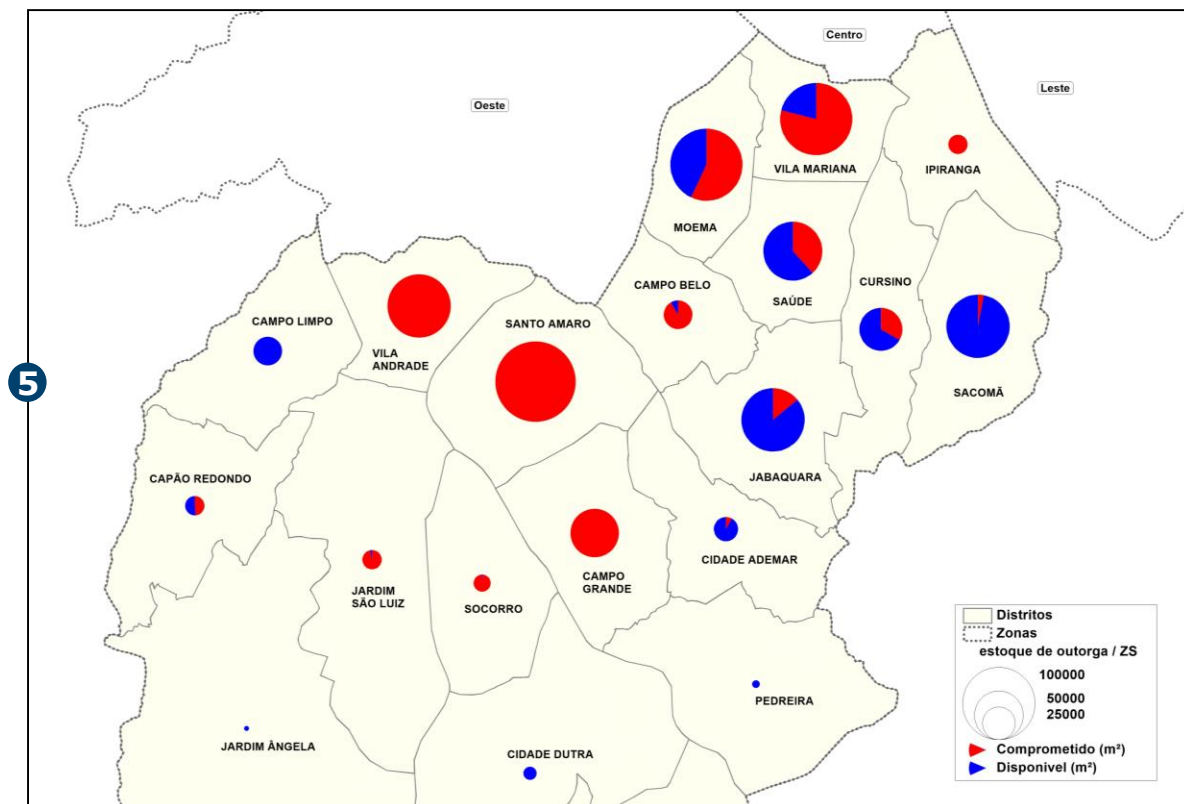 Centro
Oeste
Leste
VILA MARIANA
IPIRANGA
MOEMA
CAMPO BELO
SAÚDE
CURSINO
CAMPO LIMPO
VILA
ANDRADE
SANTO AMARO
SACOMÃ
5
CAPÃO REDONDO
JABAQUARA
CIDADE ADEMAR
JARDIM
SÃO LUIZ
SOCORRO
CAMPO
GRANDE
PEDREIRA
JARDIM ÂNGELA
CIDADE DUTRA
Distritos
Zonas
estoque de outorga / ZS
100000
50000
25000
Comprometido (m²)
Disponivel (m²)